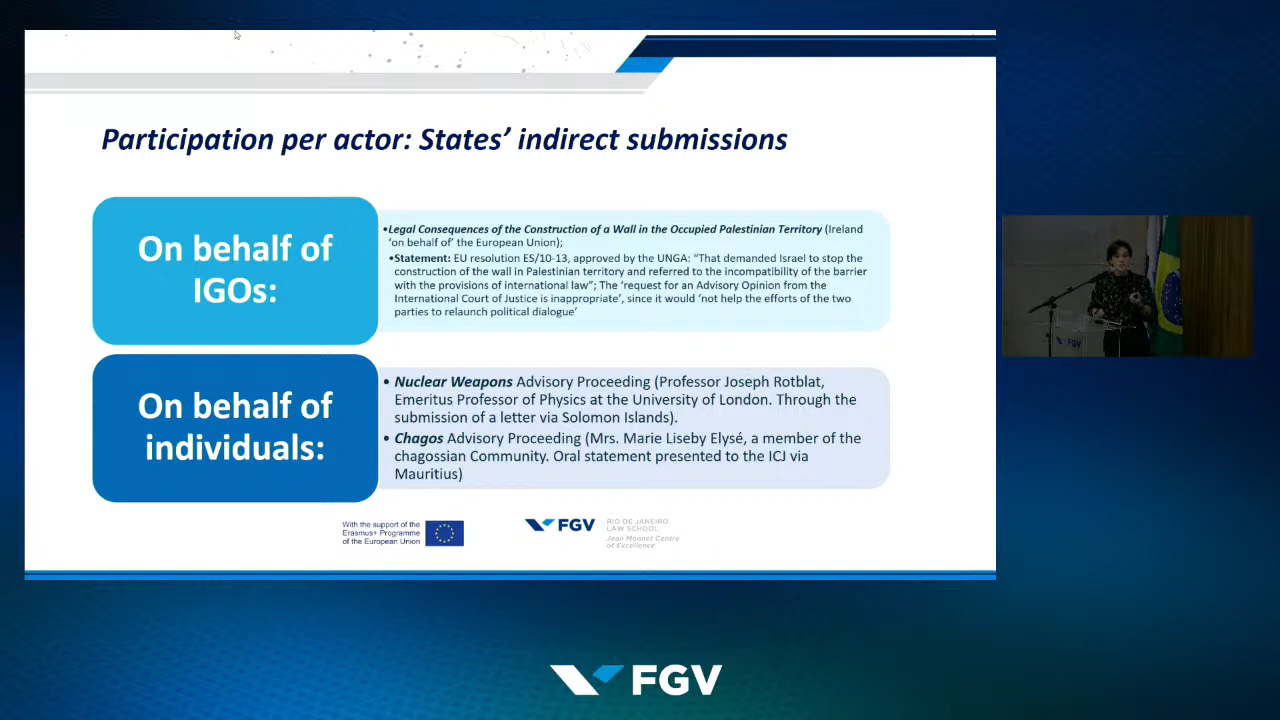 Participation per actor: States’ indirect submissions
On behalf of
IGOs:
•Legal Consequences of the Construction of a Wall in the Occupied Palestinian Territory (Ireland
‘on behalf of’ the European Union);
•Statement: EU resolution ES/10-13, approved by the UNGA: “That demanded Israel to stop the
construction of the wall in Palestinian territory and referred to the incompatibility of the barrier
with the provisions of international law”; The ‘request for an Advisory Opinion from the
International Court of Justice is inappropriate’, since it would ‘not help the efforts of the two
parties to relaunch political dialogue’
On behalf of
individuals:
• Nuclear Weapons Advisory Proceeding (Professor Joseph Rotblat,
Emeritus Professor of Physics at the University of London. Through the
submission of a letter via Solomon Islands).
• Chagos Advisory Proceeding (Mrs. Marie Liseby Elysé, a member of the
chagossian Community. Oral statement presented to the ICJ via
Mauritius)
With the support of the
Erasmus+ Programme
of the European Union
FGV
RIO DE JANEIRO
LAW SCHOOL
Jean Monnet Centre
of Excellence
FGV
FGV